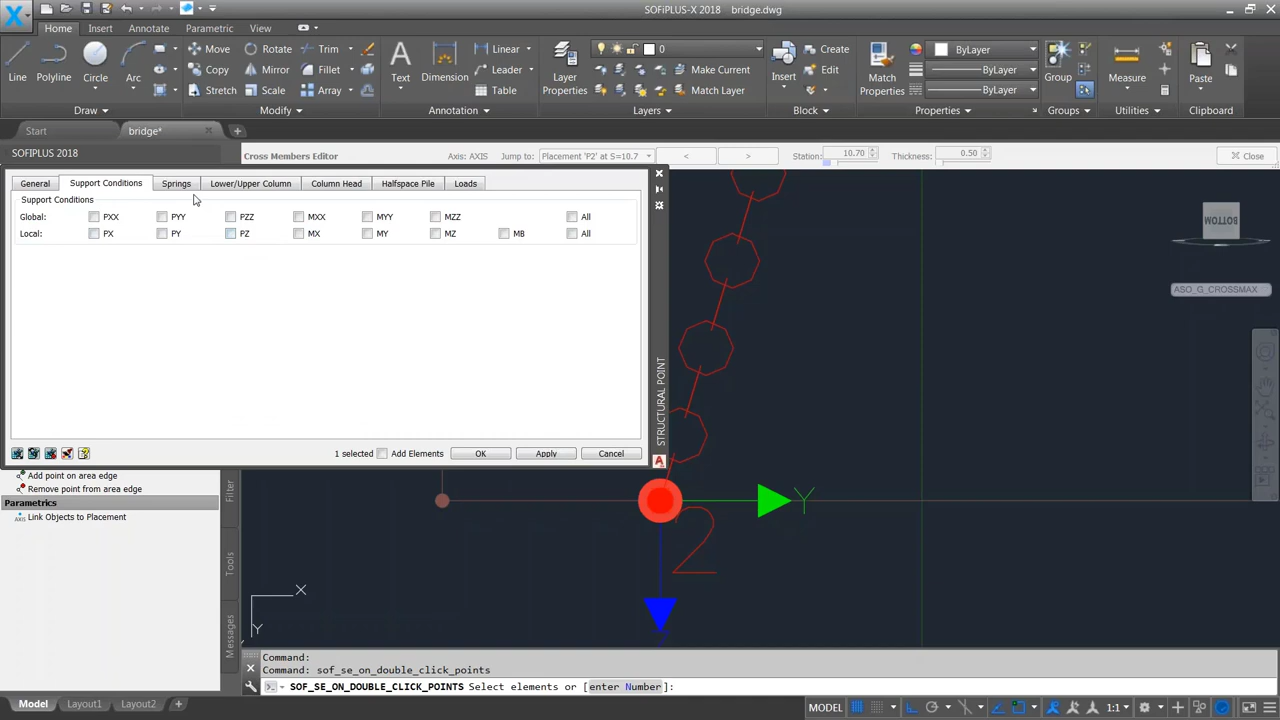 SOFiPLUS-X 2018 bridge.dwg
Home Insert Annotate Parametric View
Line Polyline Circle Arc Move Rotate Trim Copy Mirror Fillet Stretch Scale Array Text Dimension Linear Leader Table Layer Properties 0 Make Current Match Layer Insert Create Edit Match Properties ByLayer ByLayer ByLayer Group Measure Paste
Draw Modify Annotation Layers Block Properties Groups Utilities Clipboard
Start bridge*
SOFIPLUS 2018 Cross Members Editor Axis: AXIS Jump to: Placement 'P2' at S=10.7 < > Station: 10.70 Thickness: 0.50 Close
General Support Conditions Springs Lower/Upper Column Column Head Halfspace Pile Loads
Support Conditions
Global: PXX PYY PZZ MXX MYY MZZ All
Local: PX PY PZ MX MY MZ MB All
BOTTOM
ASO_G_CROSSMAX
STRUCTURAL POINT
1 selected Add Elements OK Apply Cancel
Add point on area edge
Remove point from area edge
Parametrics
Link Objects to Placement
Filter
Tools
Messages
Y
2
X
Y
Command:
Command: sof_se_on_double_click_points
SOF_SE_ON_DOUBLE_CLICK_POINTS Select elements or [enter Number]:
Model Layout1 Layout2 + MODEL 1:1